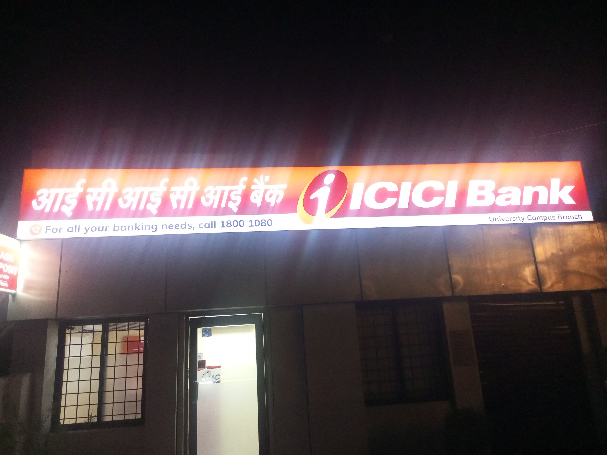 आई सी आई सी आई बैंक
ICICI Bank
For all your banking needs, call 1800 1080
University Campus Branch